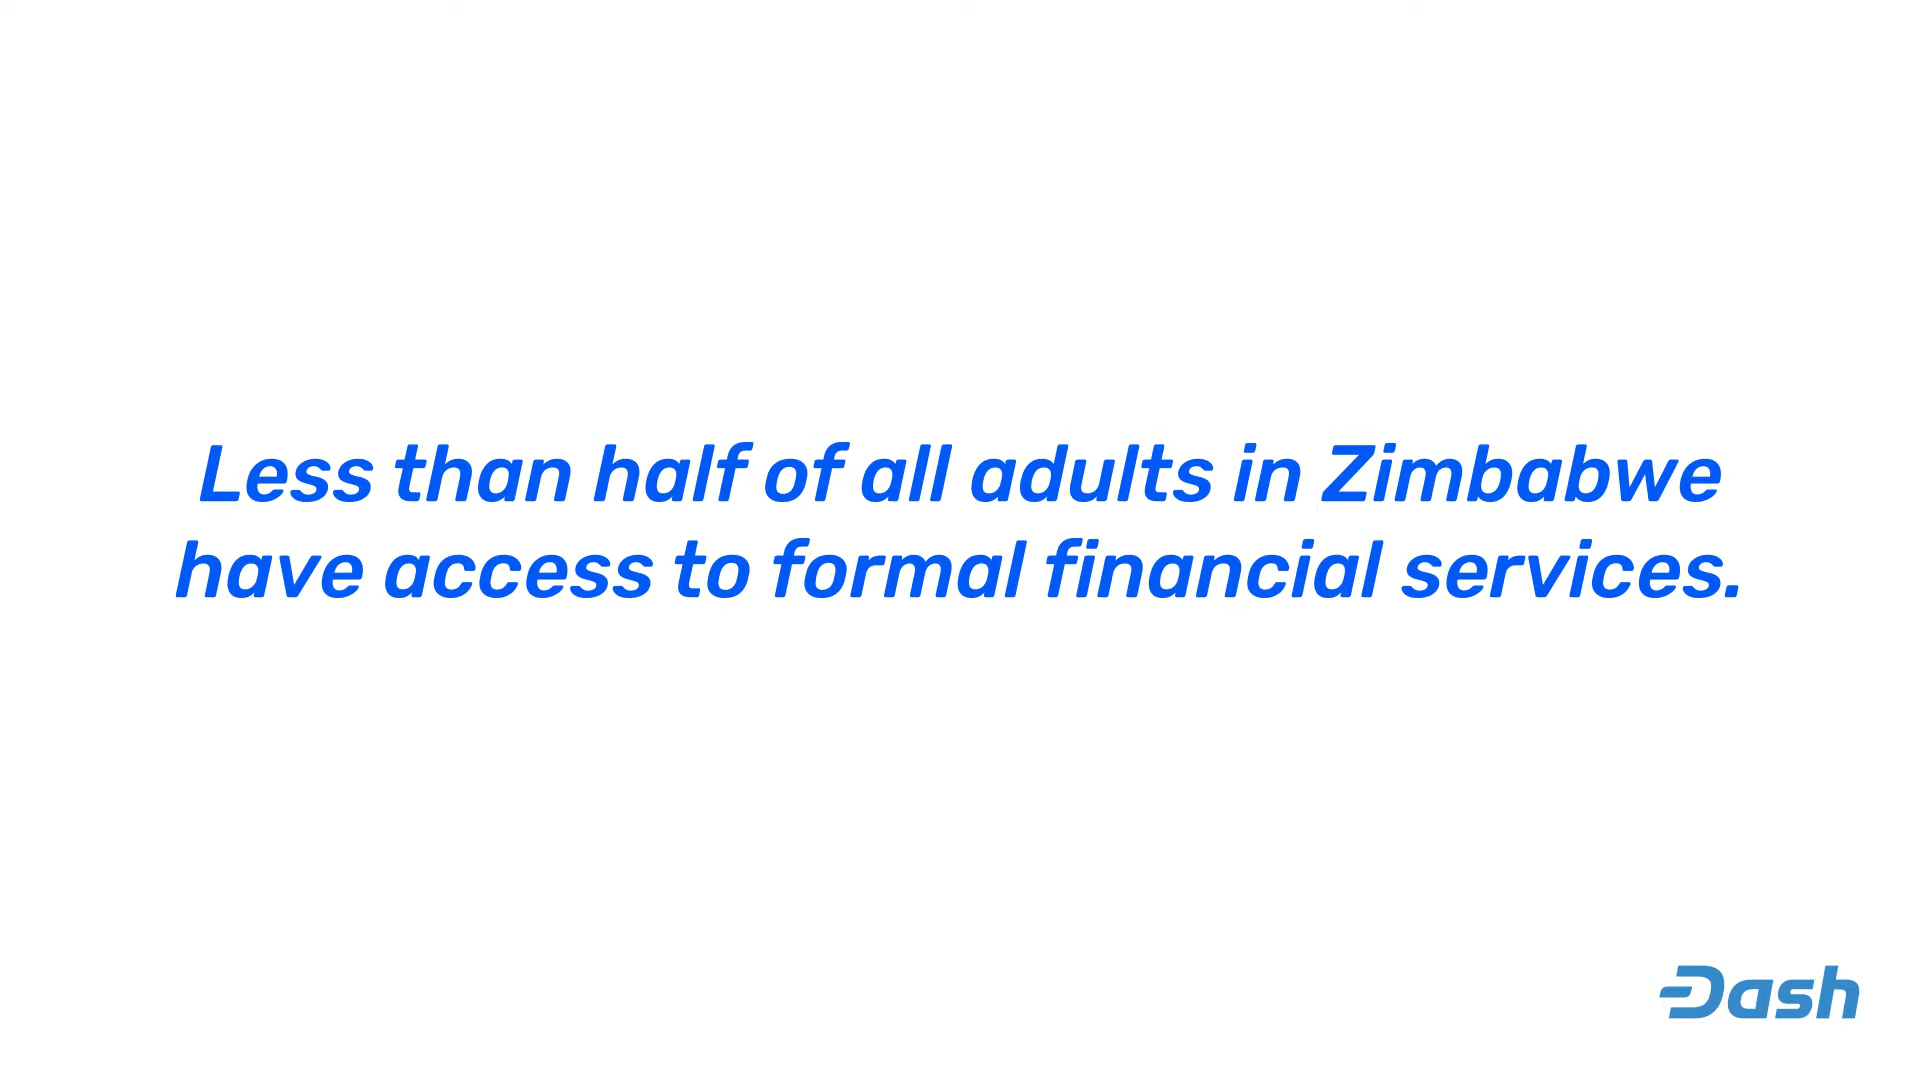 Less than half of all adults in Zimbabwe
have access to formal financial services.
Dash